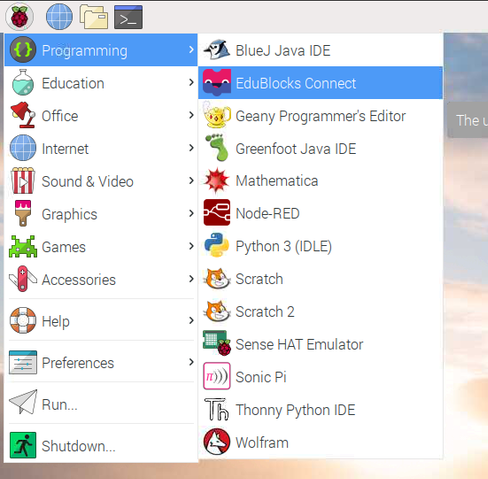 Programming
Education
Office
Internet
Sound & Video
Graphics
Games
Accessories
Help
Preferences
Run...
Shutdown...
BlueJ Java IDE
EduBlocks Connect
Geany Programmer's Editor
Greenfoot Java IDE
Mathematica
Node-RED
Python 3 (IDLE)
Scratch
Scratch 2
Sense HAT Emulator
Sonic Pi
Thonny Python IDE
Wolfram
The u